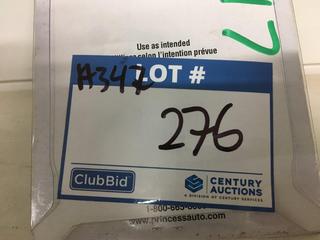 Use as intended
selon l'intention prévue
A347 LOT #
276
ClubBid
CENTURY
AUCTIONS
A DIVISION OF CENTURY SERVICES
www.princessauto.com